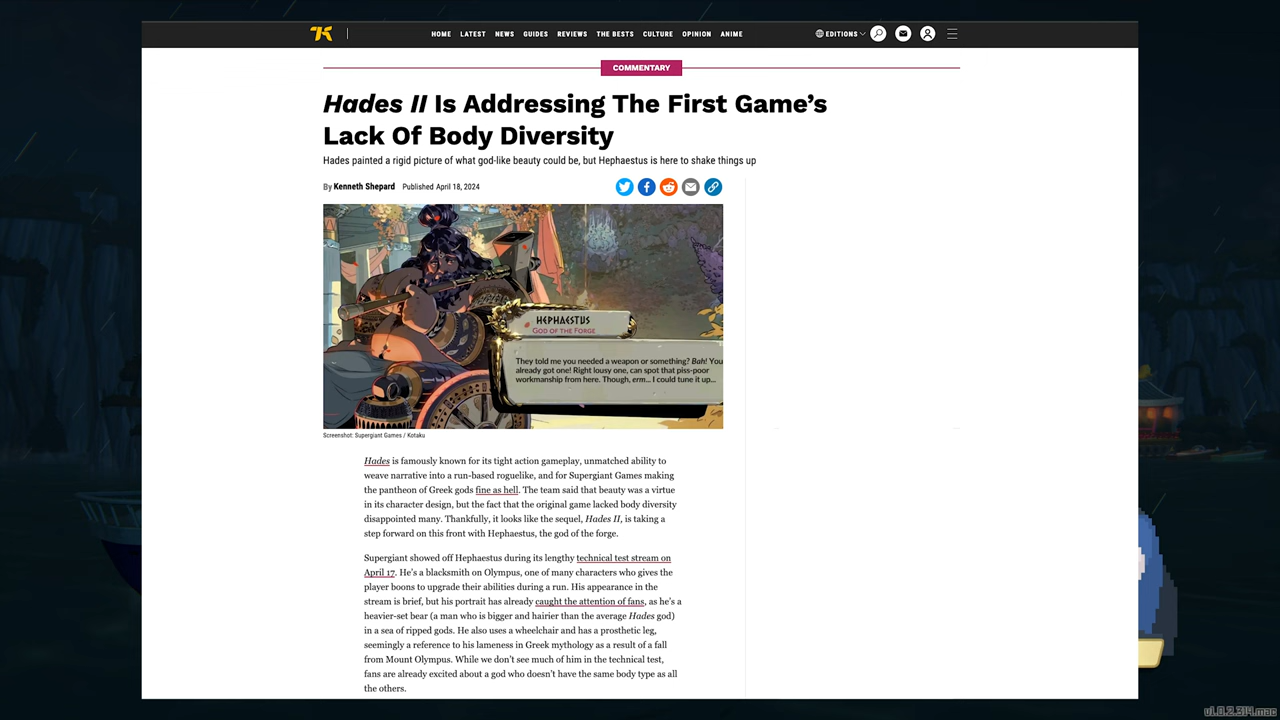 HOME LATEST NEWS GUIDES REVIEWS THE BESTS CULTURE OPINION ANIME EDITIONS
COMMENTARY
Hades II Is Addressing The First Game's
Lack Of Body Diversity
Hades painted a rigid picture of what god-like beauty could be, but Hephaestus is here to shake things up
By Kenneth Shepard Published April 18, 2024
HEPHAESTUS
GOD OF THE FORGE
They told me you needed a weapon or something? Bah! You
already got one! Right lousy one, can spot that piss-poor
workmanship from here. Though, erm... I could tune it up...
Screenshot: Supergiant Games / Kotaku
Hades is famously known for its tight action gameplay, unmatched ability to
weave narrative into a run-based roguelike, and for Supergiant Games making
the pantheon of Greek gods fine as hell. The team said that beauty was a virtue
in its character design, but the fact that the original game lacked body diversity
disappointed many. Thankfully, it looks like the sequel, Hades II, is taking a
step forward on this front with Hephaestus, the god of the forge.
Supergiant showed off Hephaestus during its lengthy technical test stream on
April 17. He's a blacksmith on Olympus, one of many characters who gives the
player boons to upgrade their abilities during a run. His appearance in the
stream is brief, but his portrait has already caught the attention of fans, as he's a
heavier-set bear (a man who is bigger and hairier than the average Hades god)
in a sea of ripped gods. He also uses a wheelchair and has a prosthetic leg,
seemingly a reference to his lameness in Greek mythology as a result of a fall
from Mount Olympus. While we don't see much of him in the technical test,
fans are already excited about a god who doesn't have the same body type as all
the others.
v1.0.2.314.mac